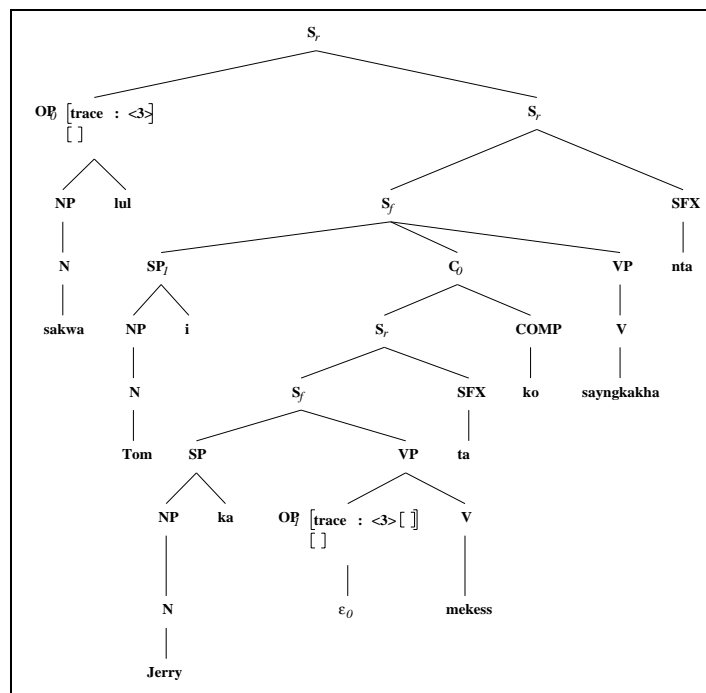 S_r
OP_0 [trace : <3>] S_r
[ ]
NP lul S_f SFX
N SP_1 C_0 VP nta
sakwa NP i S_r COMP V
N S_f SFX ko sayngkakha
Tom SP VP ta
NP ka OP_1 [trace : <3> [ ]] V
[ ]
N ε_0 mekess
Jerry